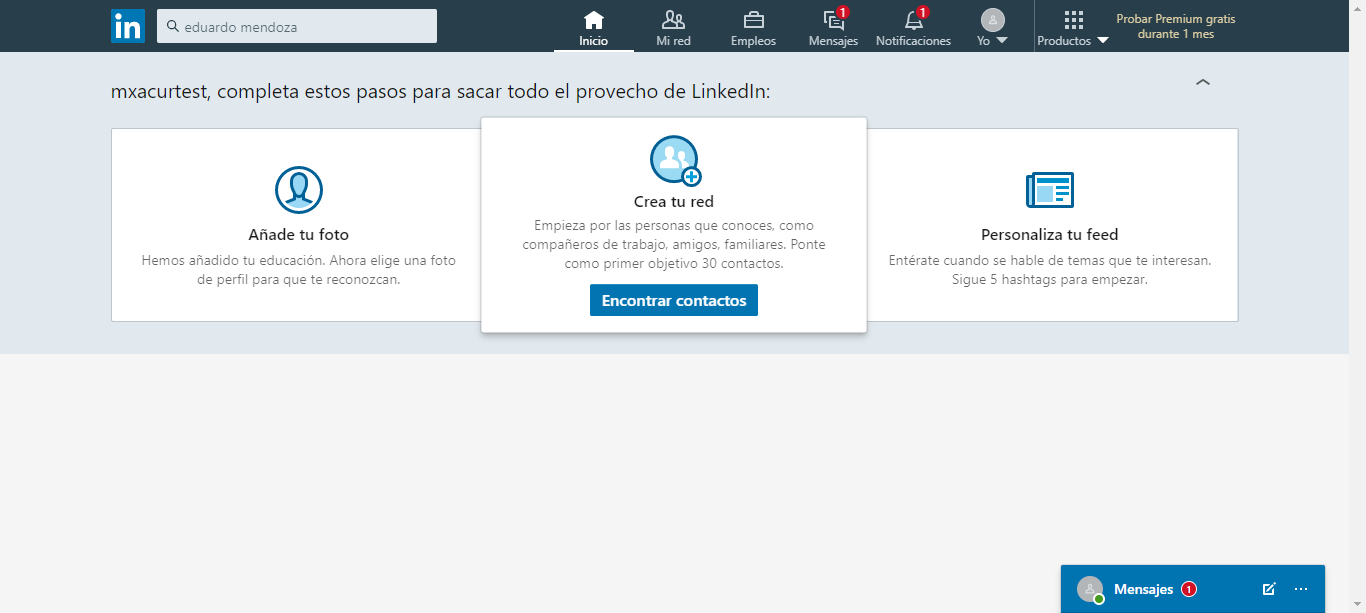 in
eduardo mendoza
Inicio
Mi red
Empleos
1
Mensajes
1
Notificaciones
Yo
Productos
Probar Premium gratis
durante 1 mes
mxacurtest, completa estos pasos para sacar todo el provecho de LinkedIn:
Añade tu foto
Hemos añadido tu educación. Ahora elige una foto
de perfil para que te reconozcan.
Crea tu red
Empieza por las personas que conoces, como
compañeros de trabajo, amigos, familiares. Ponte
como primer objetivo 30 contactos.
Encontrar contactos
Personaliza tu feed
Entérate cuando se hable de temas que te interesan.
Sigue 5 hashtags para empezar.
Mensajes 1